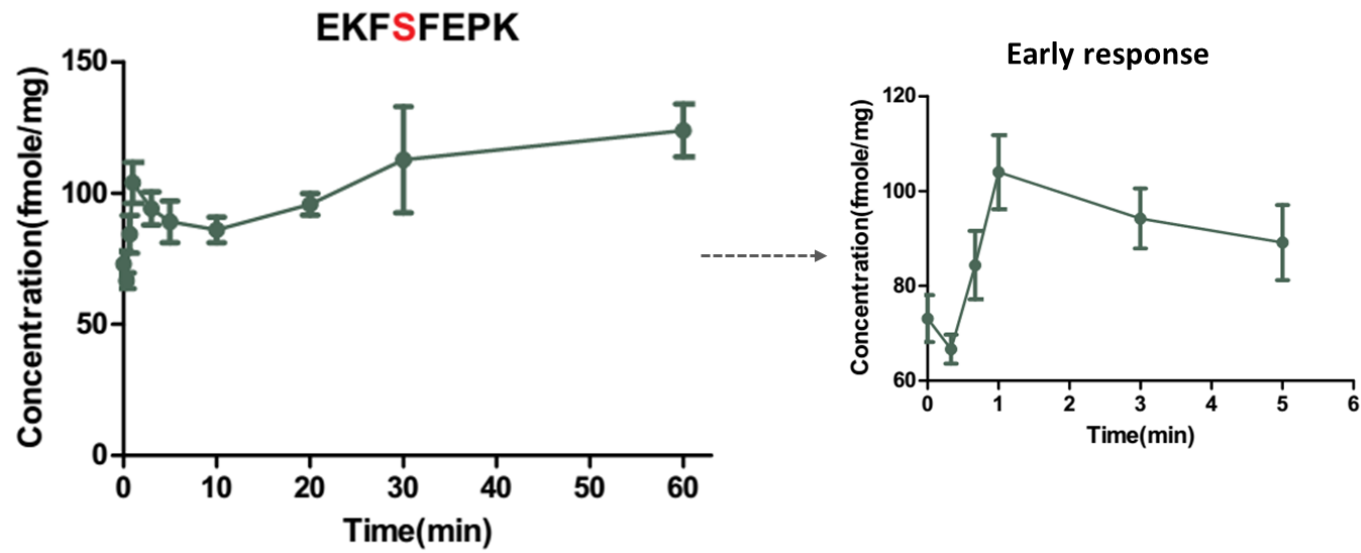 EKFSFEPK
Concentration(fmole/mg)
150
100
50
0
0 10 20 30 40 50 60
Time(min)
Early response
Concentration(fmole/mg)
120
100
80
60
0 1 2 3 4 5 6
Time(min)